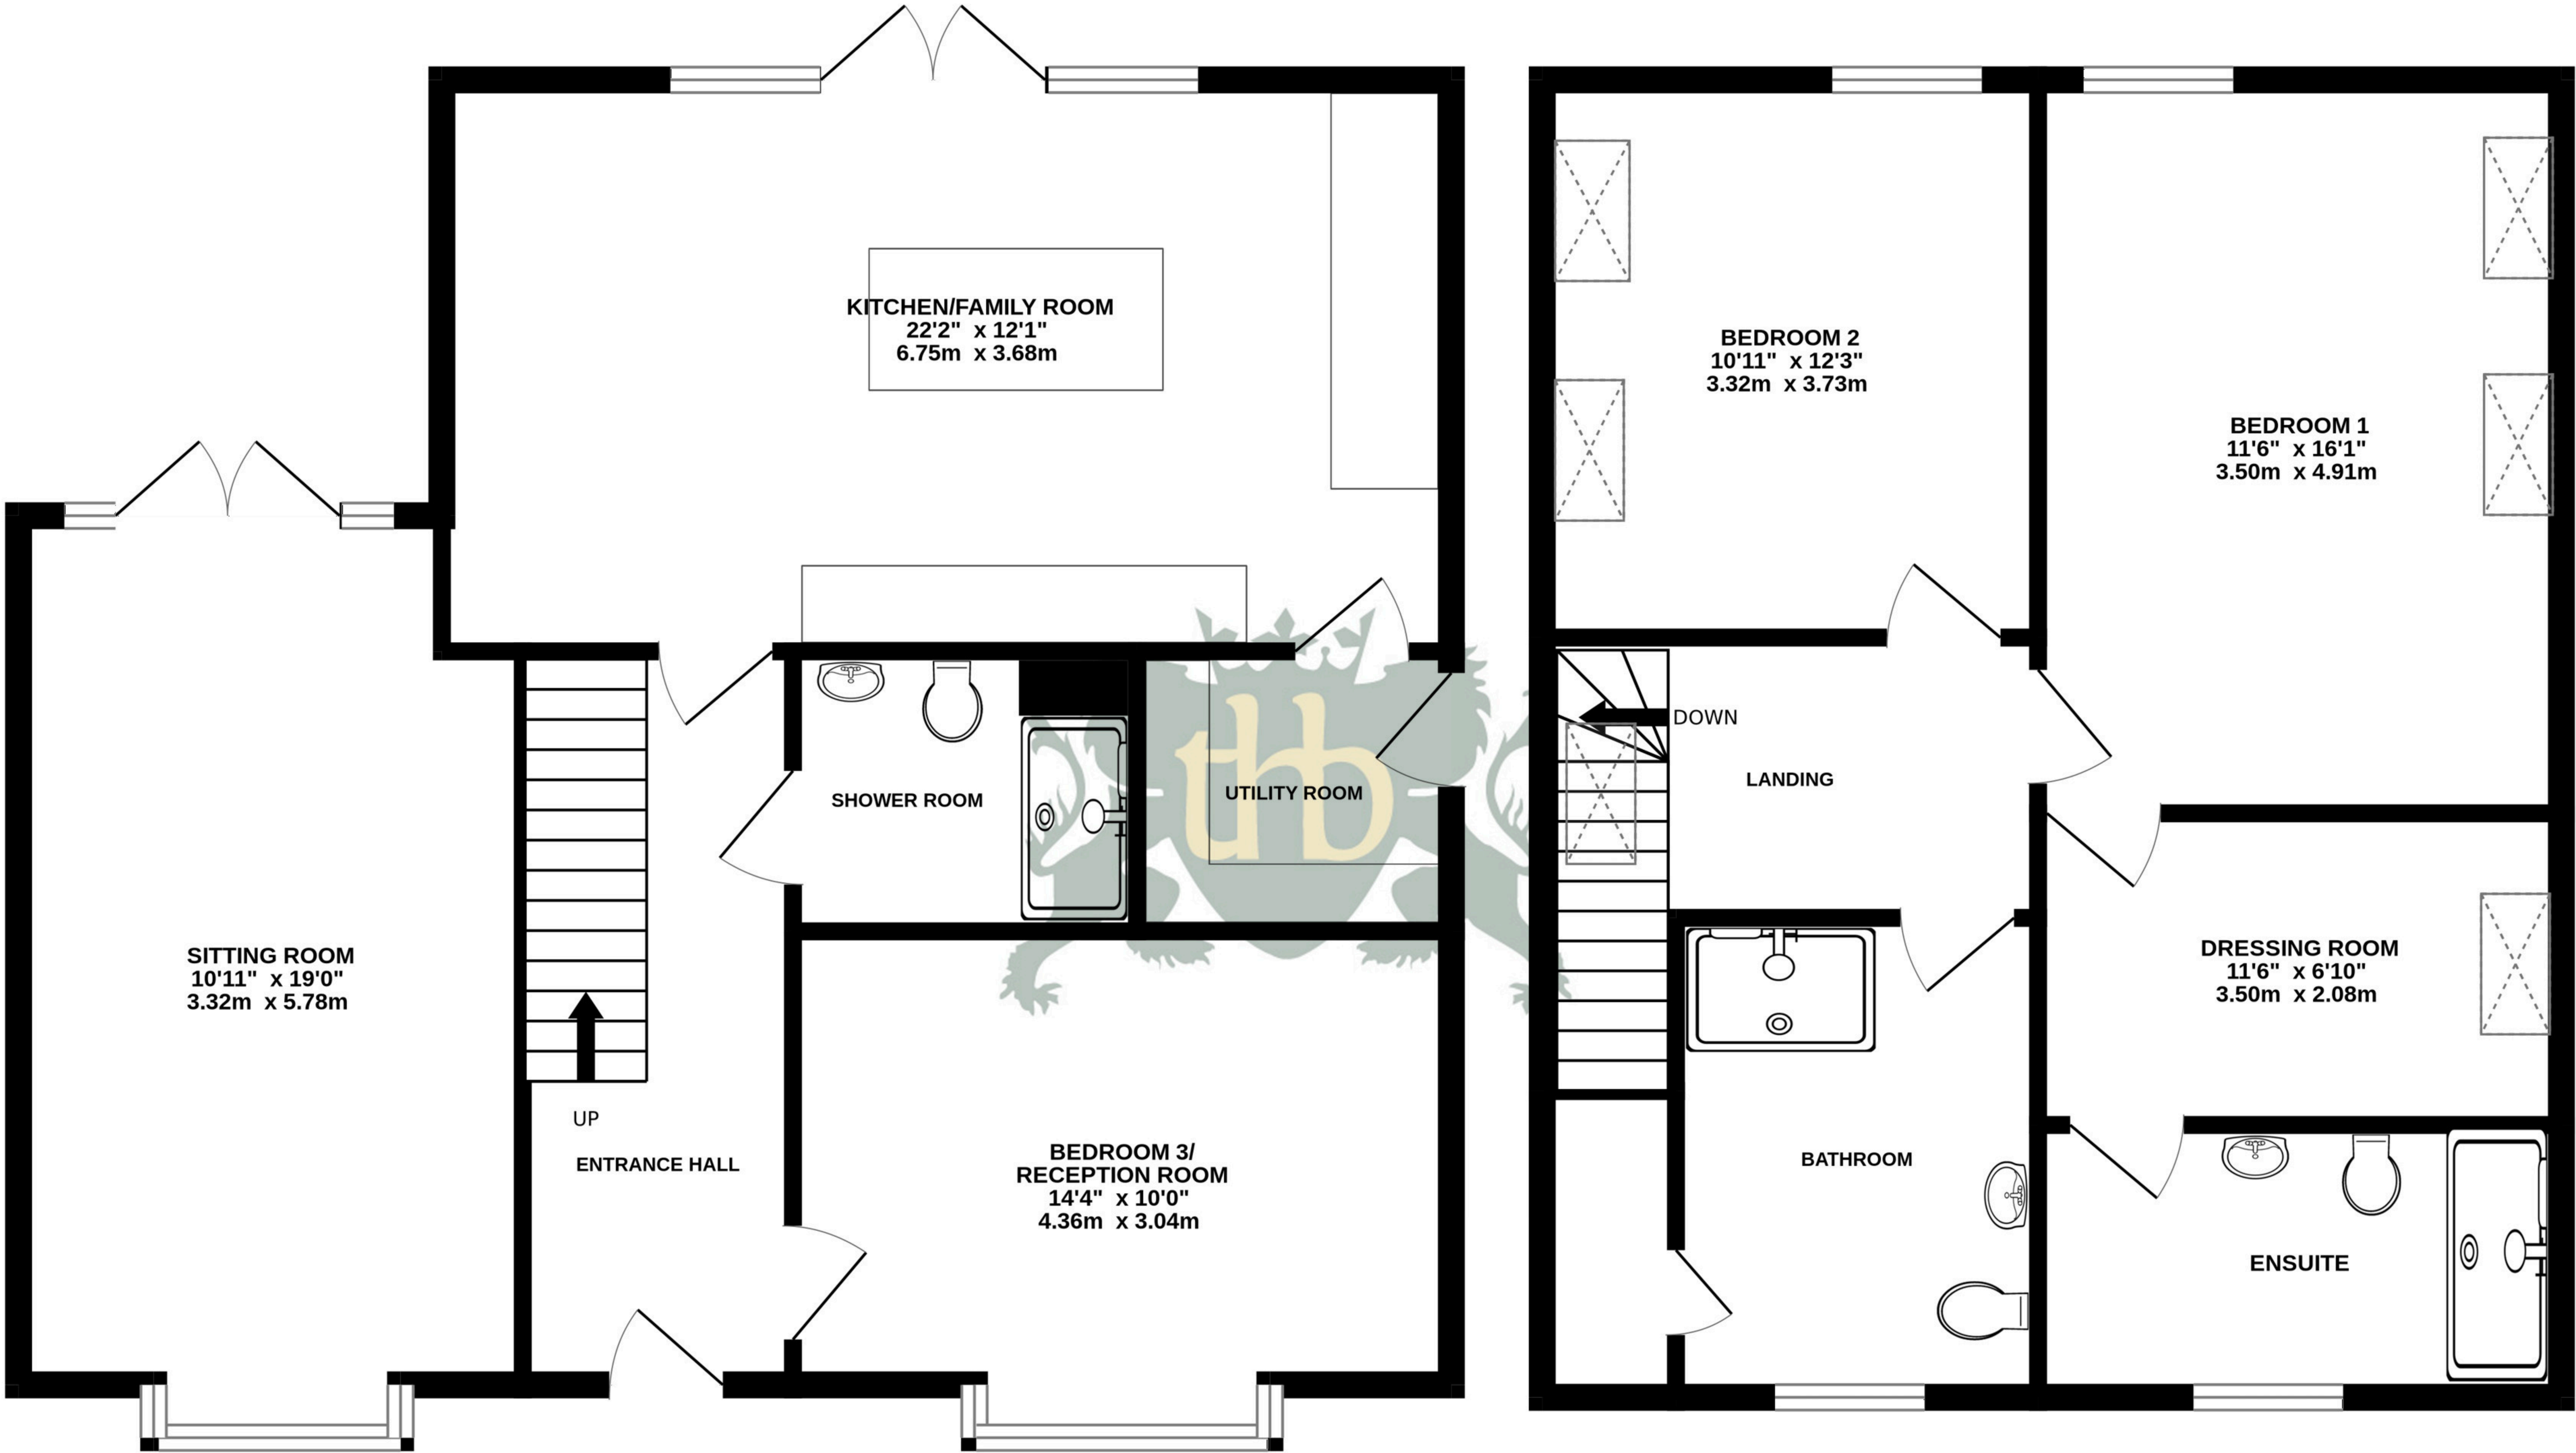 KITCHEN/FAMILY ROOM
22'2" x 12'1"
6.75m x 3.68m
SHOWER ROOM
UTILITY ROOM
thb
SITTING ROOM
10'11" x 19'0"
3.32m x 5.78m
UP
ENTRANCE HALL
BEDROOM 3/
RECEPTION ROOM
14'4" x 10'0"
4.36m x 3.04m
BEDROOM 2
10'11" x 12'3"
3.32m x 3.73m
BEDROOM 1
11'6" x 16'1"
3.50m x 4.91m
DOWN
LANDING
DRESSING ROOM
11'6" x 6'10"
3.50m x 2.08m
BATHROOM
ENSUITE